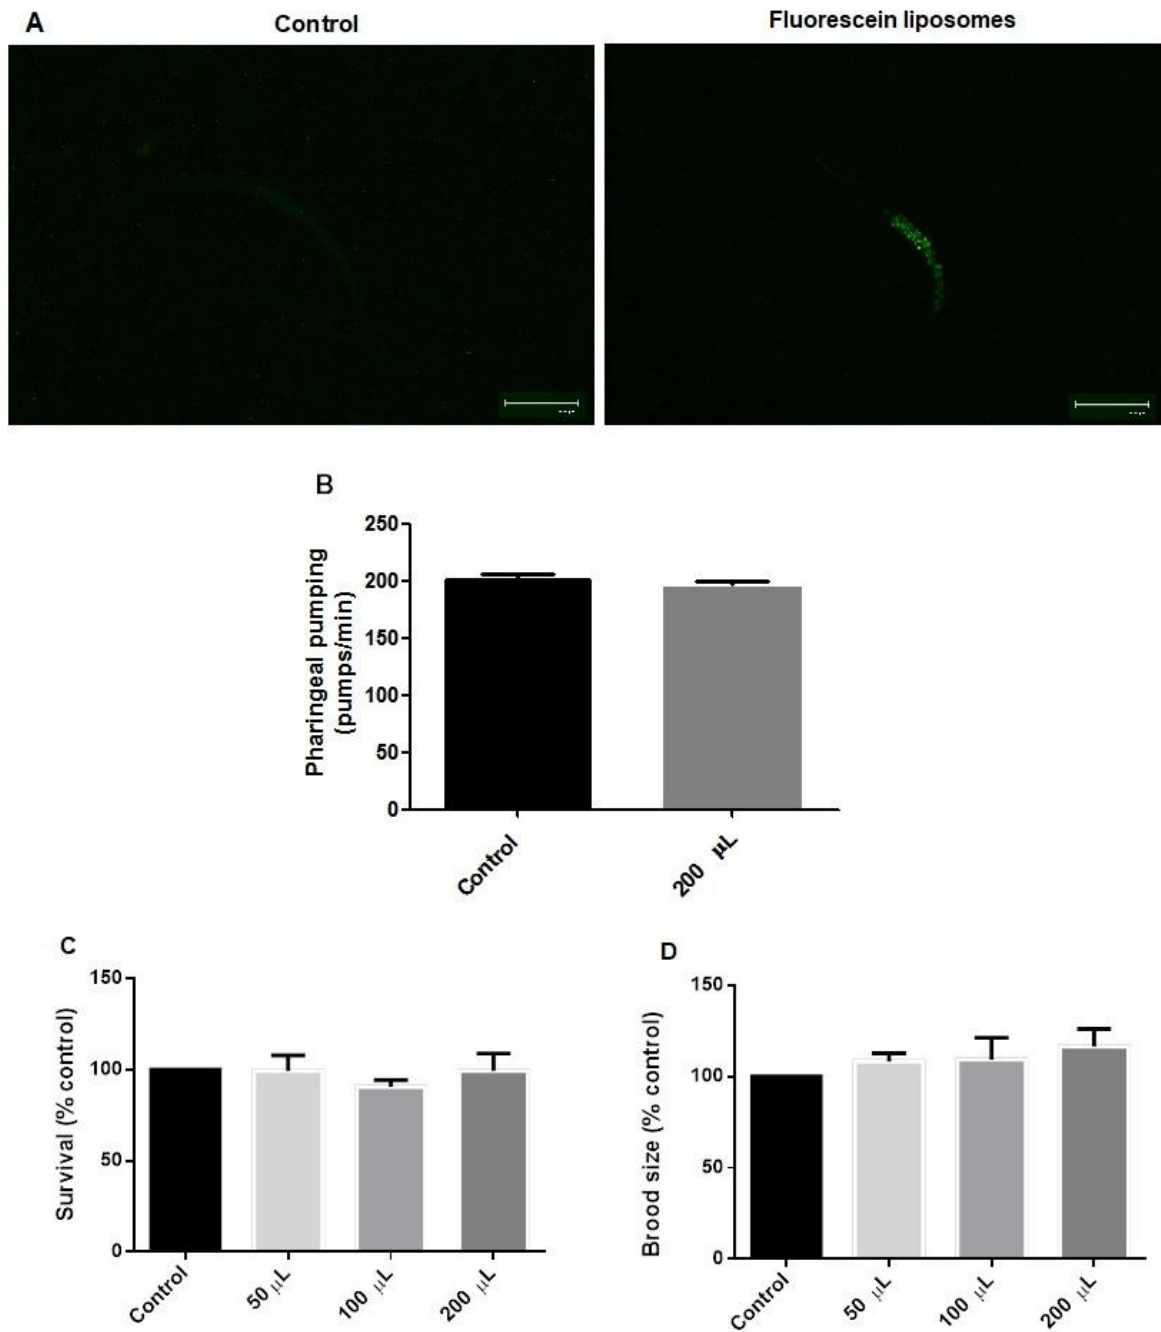 A
Control
Fluorescein liposomes
B
Pharingeal pumping
(pumps/min)
250
200
150
100
50
0
Control
200 μL
C
Survival (% control)
150
100
50
0
Control
50 μL
100 μL
200 μL
D
Brood size (% control)
150
100
50
0
Control
50 μL
100 μL
200 μL